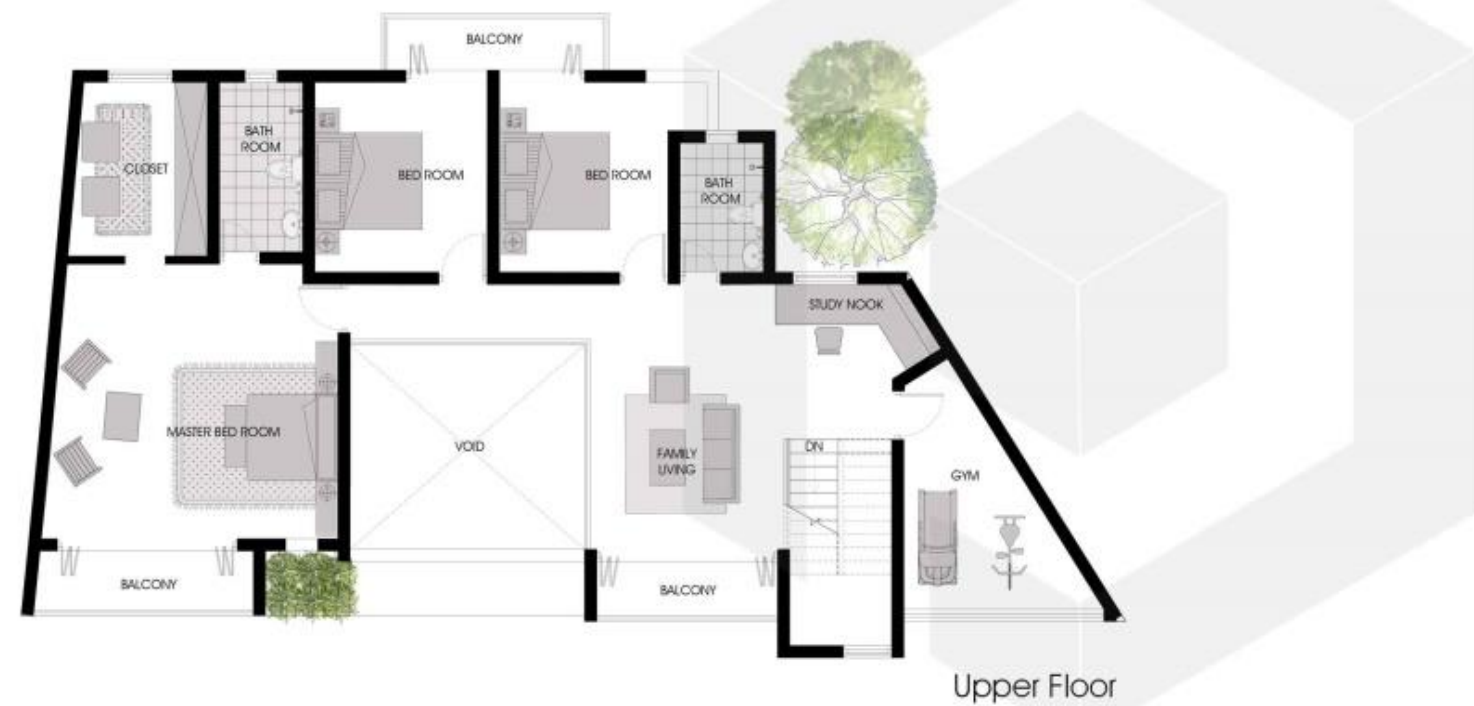 BALCONY
BATH
ROOM
CLOSET
BED ROOM
BED ROOM
BATH
ROOM
STUDY NOOK
MASTER BED ROOM
VOID
FAMILY
LIVING
DN
GYM
BALCONY
BALCONY
Upper Floor